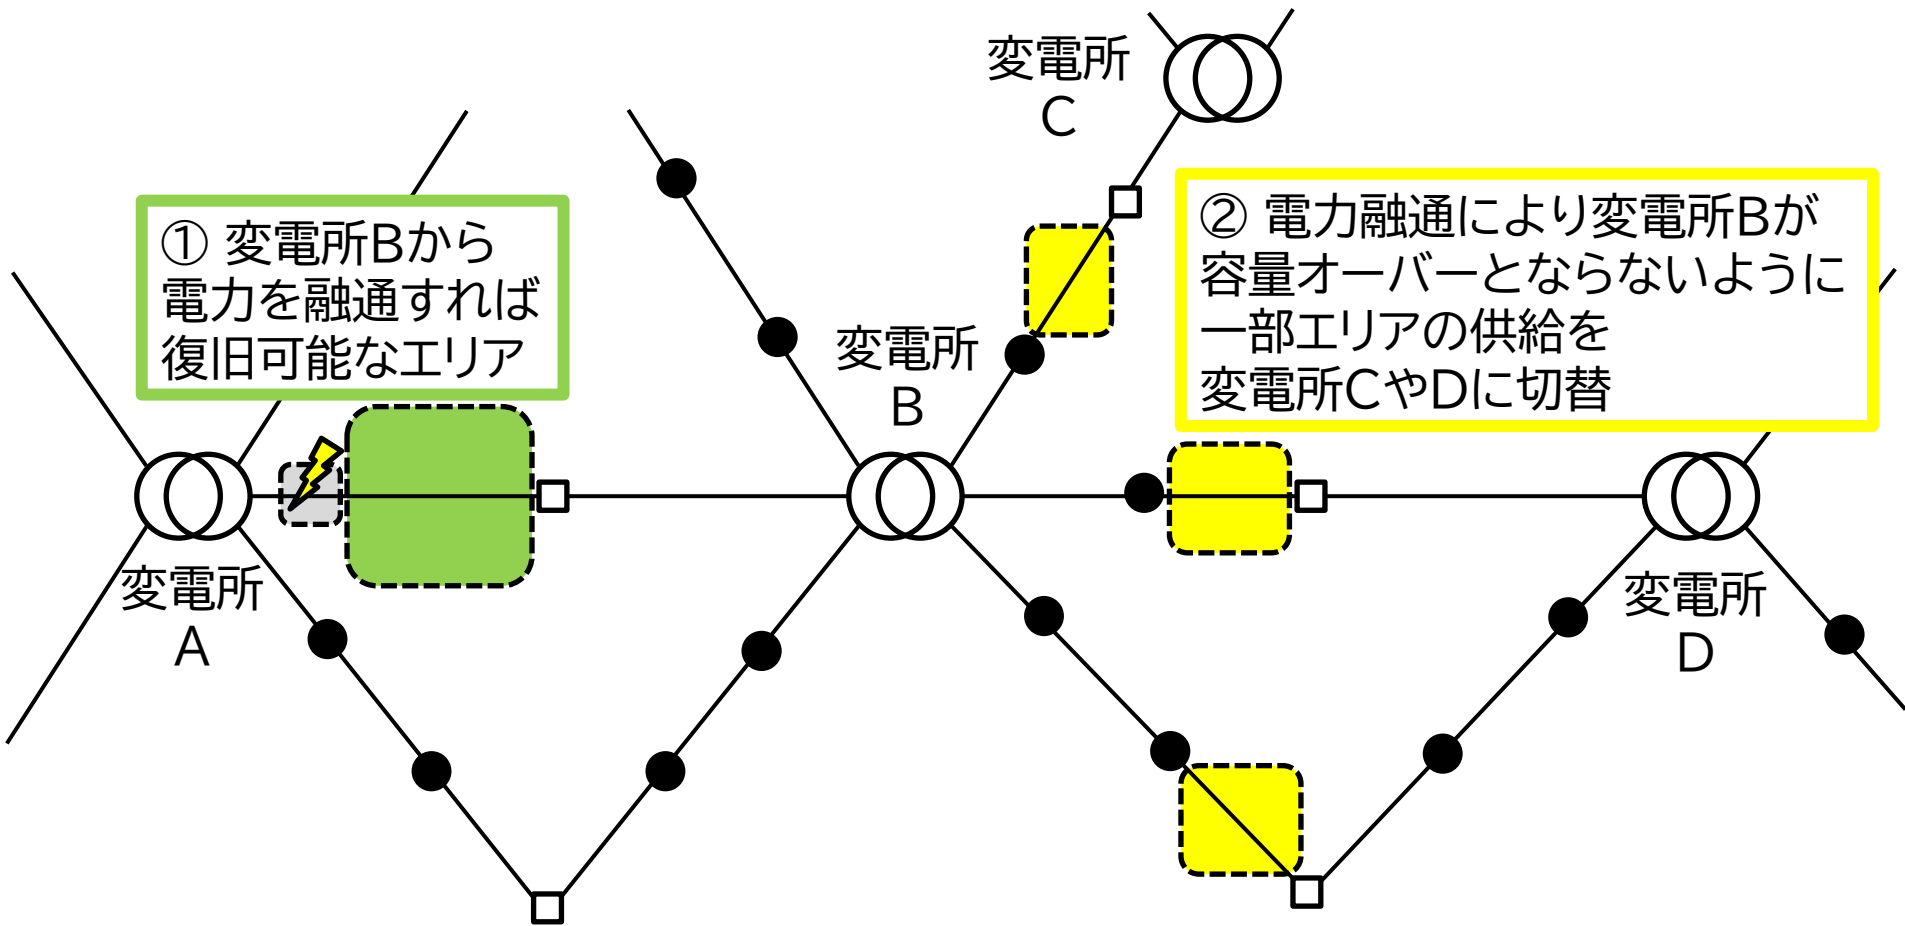 変電所
C
① 変電所Bから
電力を融通すれば
復旧可能なエリア
② 電力融通により変電所Bが
容量オーバーとならないように
一部エリアの供給を
変電所CやDに切替
変電所
B
変電所
A
変電所
D